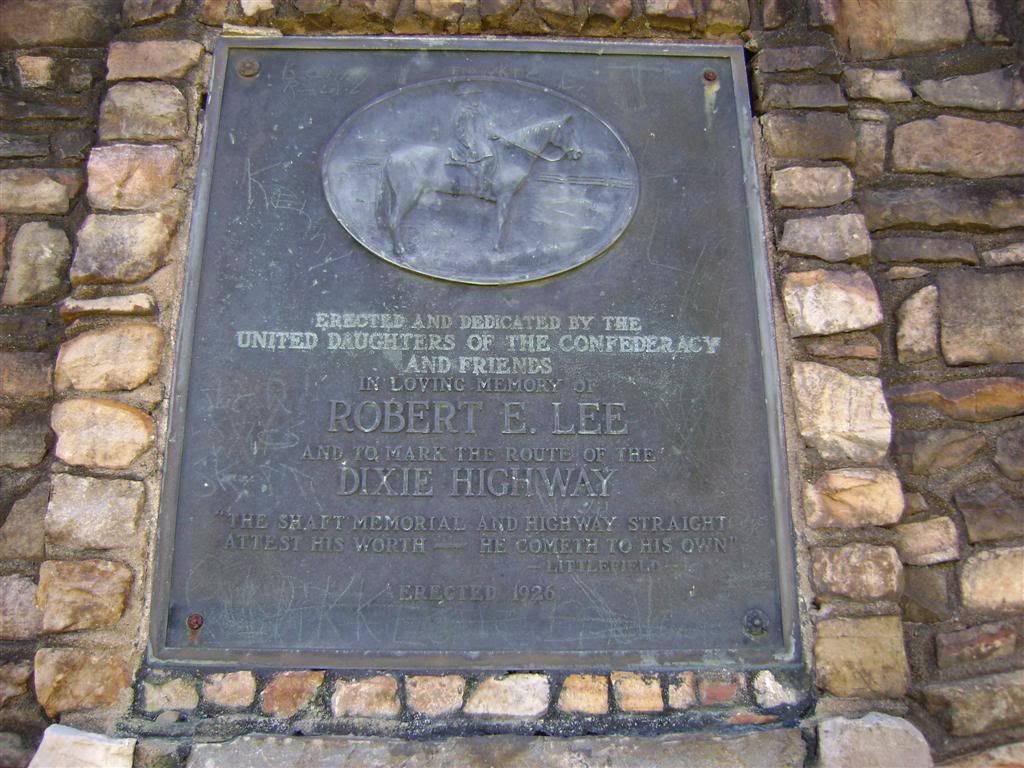 ERECTED AND DEDICATED BY THE
UNITED DAUGHTERS OF THE CONFEDERACY
AND FRIENDS
IN LOVING MEMORY OF
ROBERT E. LEE
AND TO MARK THE ROUTE OF THE
DIXIE HIGHWAY
"THE SHAFT MEMORIAL AND HIGHWAY STRAIGHT
ATTEST HIS WORTH — HE COMETH TO HIS OWN"
—LITTLEFIELD—
ERECTED 1926